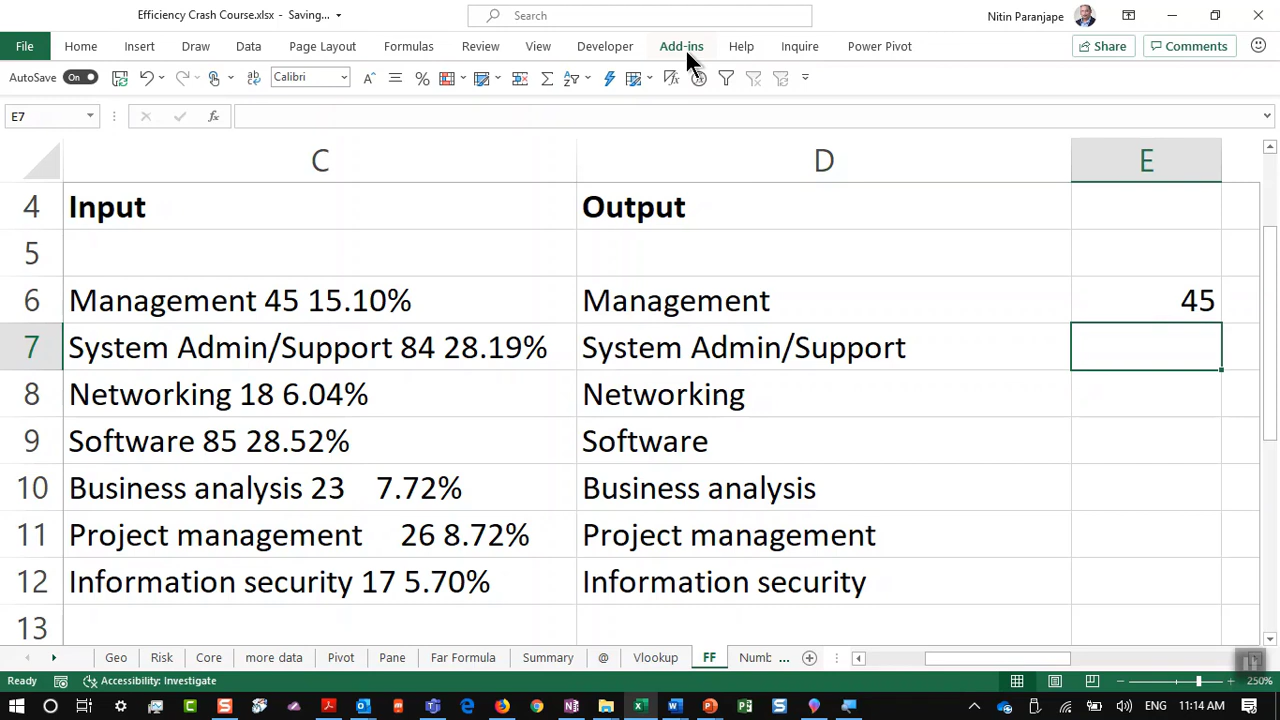 Efficiency Crash Course.xlsx - Saving...
Search
Nitin Paranjape
File Home Insert Draw Data Page Layout Formulas Review View Developer Add-ins Help Inquire Power Pivot Share Comments
AutoSave On Calibri
E7 fx
C D E
4 Input Output
5
6 Management 45 15.10% Management 45
7 System Admin/Support 84 28.19% System Admin/Support
8 Networking 18 6.04% Networking
9 Software 85 28.52% Software
10 Business analysis 23 7.72% Business analysis
11 Project management 26 8.72% Project management
12 Information security 17 5.70% Information security
13
Geo Risk Core more data Pivot Pane Far Formula Summary @ Vlookup FF Numb ...
Ready Accessibility: Investigate 250%
ENG 11:14 AM